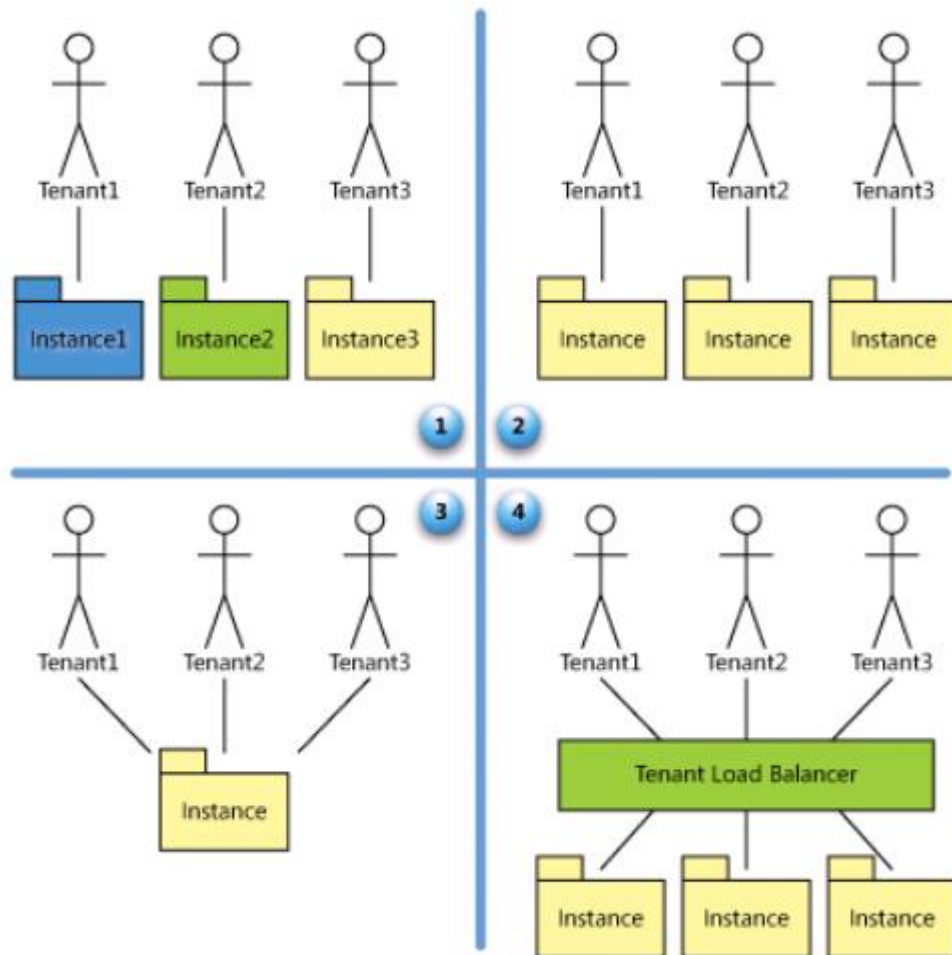 Tenant1 Tenant2 Tenant3
Instance1 Instance2 Instance3
1
Tenant1 Tenant2 Tenant3
Instance Instance Instance
2
3
Tenant1 Tenant2 Tenant3
Instance
4
Tenant1 Tenant2 Tenant3
Tenant Load Balancer
Instance Instance Instance